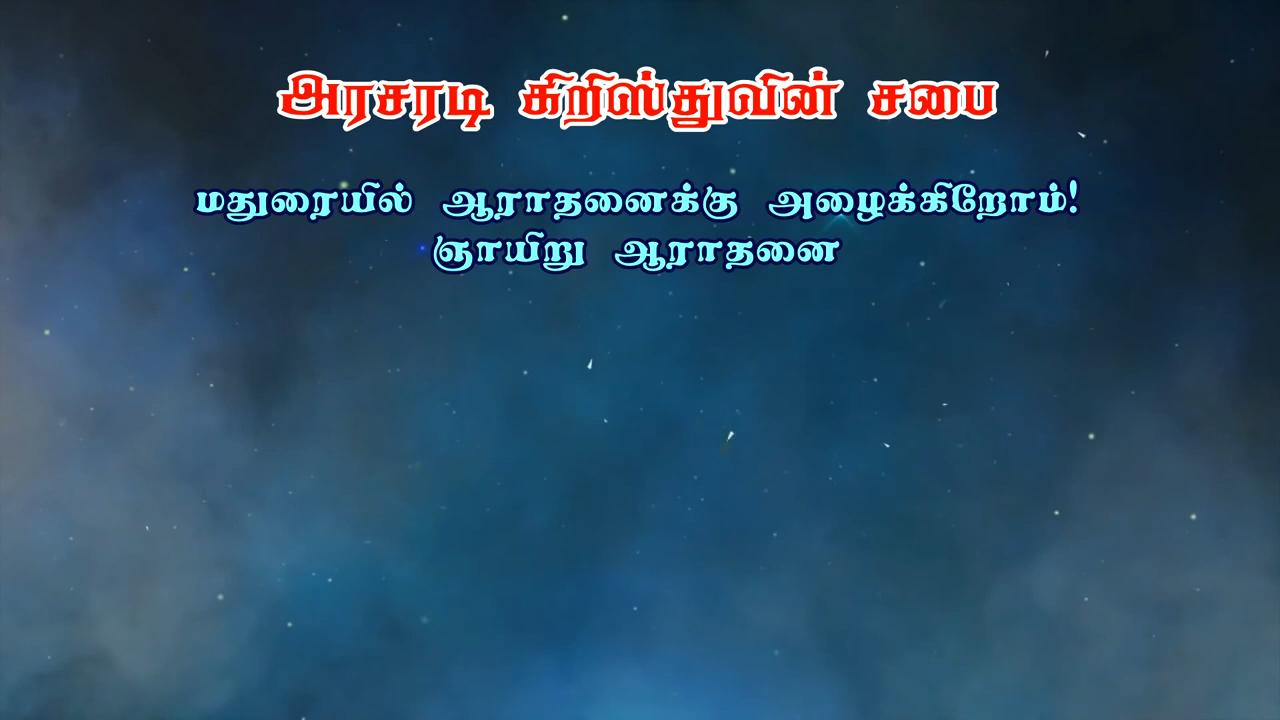 அரசரடி கிறிஸ்துவின் சபை
மதுரையில் ஆராதனைக்கு அழைக்கிறோம்!
ஞாயிறு ஆராதனை